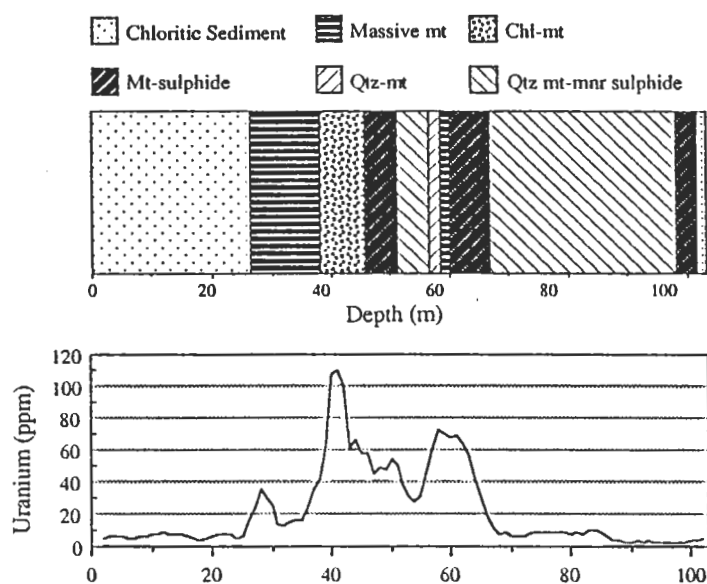 Chloritic Sediment Massive mt Chl-mt
Mt-sulphide Qtz-mt Qtz mt-mnr sulphide
0 20 40 60 80 100
Depth (m)
120
100
80
60
40
20
0
Uranium (ppm)
0 20 40 60 80 100